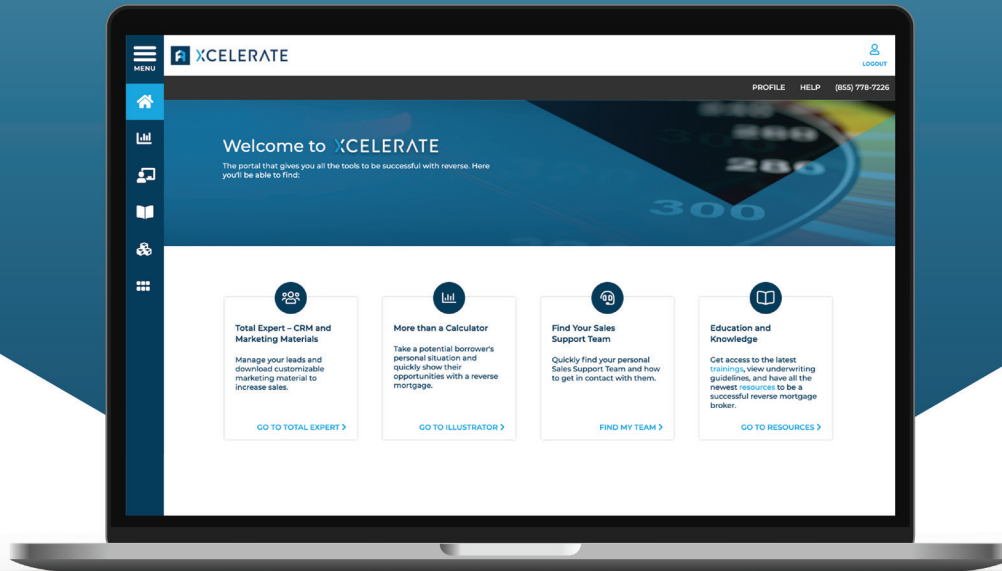 MENU
XCELERATE
LOGOUT
PROFILE HELP (855) 778-7226
Welcome to XCELERATE
The portal that gives you all the tools to be successful with reverse. Here
you'll be able to find:
280
300
Total Expert – CRM and
Marketing Materials
Manage your leads and
download customizable
marketing material to
increase sales.
GO TO TOTAL EXPERT >
More than a Calculator
Take a potential borrower's
personal situation and
quickly show their
opportunities with a reverse
mortgage.
GO TO ILLUSTRATOR >
Find Your Sales
Support Team
Quickly find your personal
Sales Support Team and how
to get in contact with them.
FIND MY TEAM >
Education and
Knowledge
Get access to the latest
trainings, view underwriting
guidelines, and have all the
newest resources to be a
successful reverse mortgage
broker.
GO TO RESOURCES >